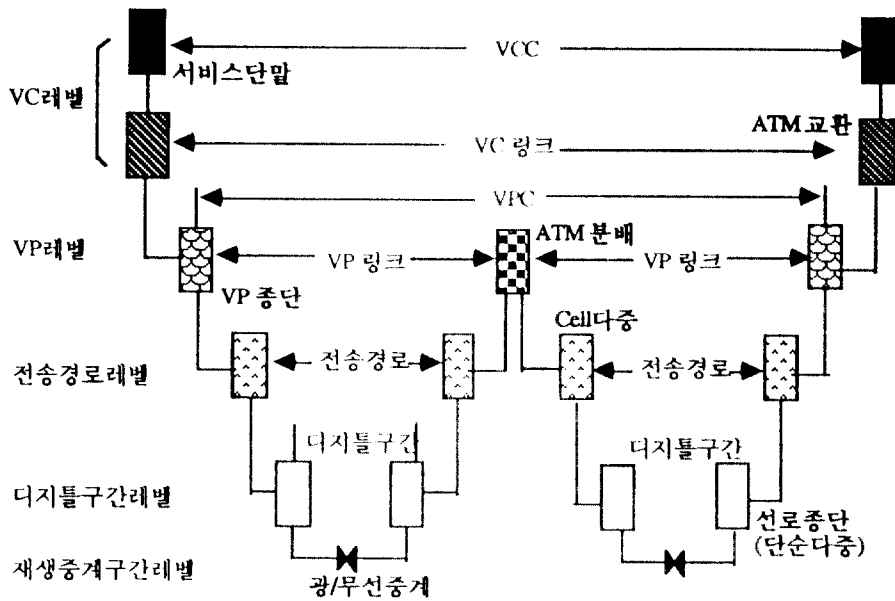 VCC
서비스단말
VC레벨
ATM 교환
VC 링크
VPC
ATM 분배
VP레벨
VP 링크
VP 링크
VP 종단
Cell다중
전송경로
전송경로
전송경로레벨
디지틀구간
디지틀구간
디지틀구간레벨
선로종단
(단순다중)
재생중계구간레벨
광/무선중계